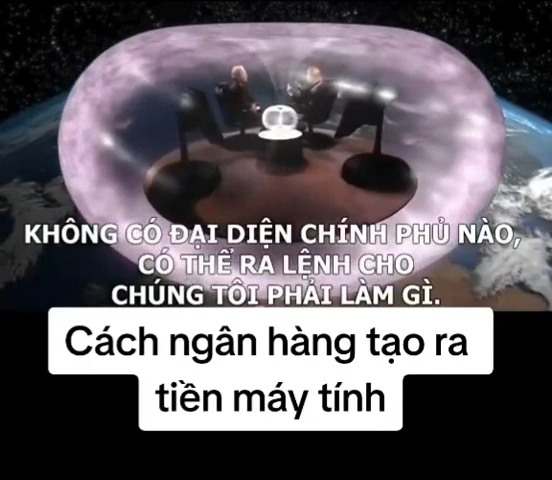 KHÔNG CÓ ĐẠI DIỆN CHÍNH PHỦ NÀO,
CÓ THỂ RA LỆNH CHO
CHÚNG TÔI PHẢI LÀM GÌ.
Cách ngân hàng tạo ra
tiền máy tính